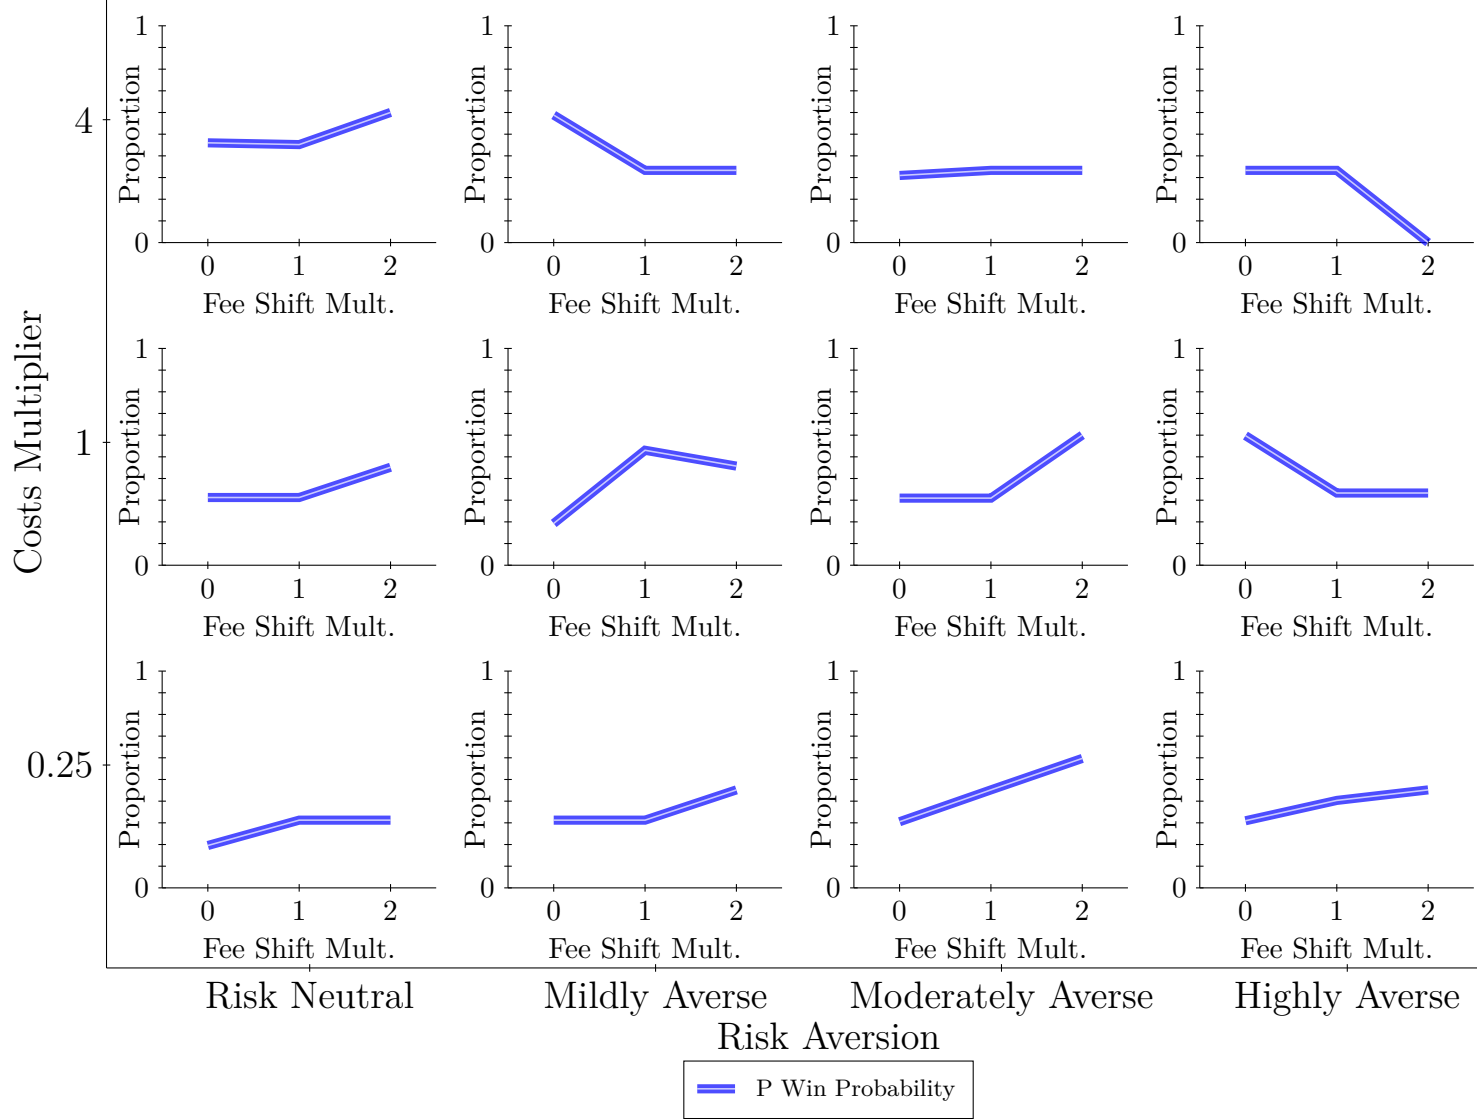 1 1 1 1
Proportion Proportion Proportion Proportion
4
0 0 0 0
0 1 2 0 1 2 0 1 2 0 1 2
Fee Shift Mult. Fee Shift Mult. Fee Shift Mult. Fee Shift Mult.
Costs Multiplier
1 1 1 1
Proportion Proportion Proportion Proportion
1
0 0 0 0
0 1 2 0 1 2 0 1 2 0 1 2
Fee Shift Mult. Fee Shift Mult. Fee Shift Mult. Fee Shift Mult.
1 1 1 1
Proportion Proportion Proportion Proportion
0.25
0 0 0 0
0 1 2 0 1 2 0 1 2 0 1 2
Fee Shift Mult. Fee Shift Mult. Fee Shift Mult. Fee Shift Mult.
Risk Neutral Mildly Averse Moderately Averse Highly Averse
Risk Aversion
P Win Probability